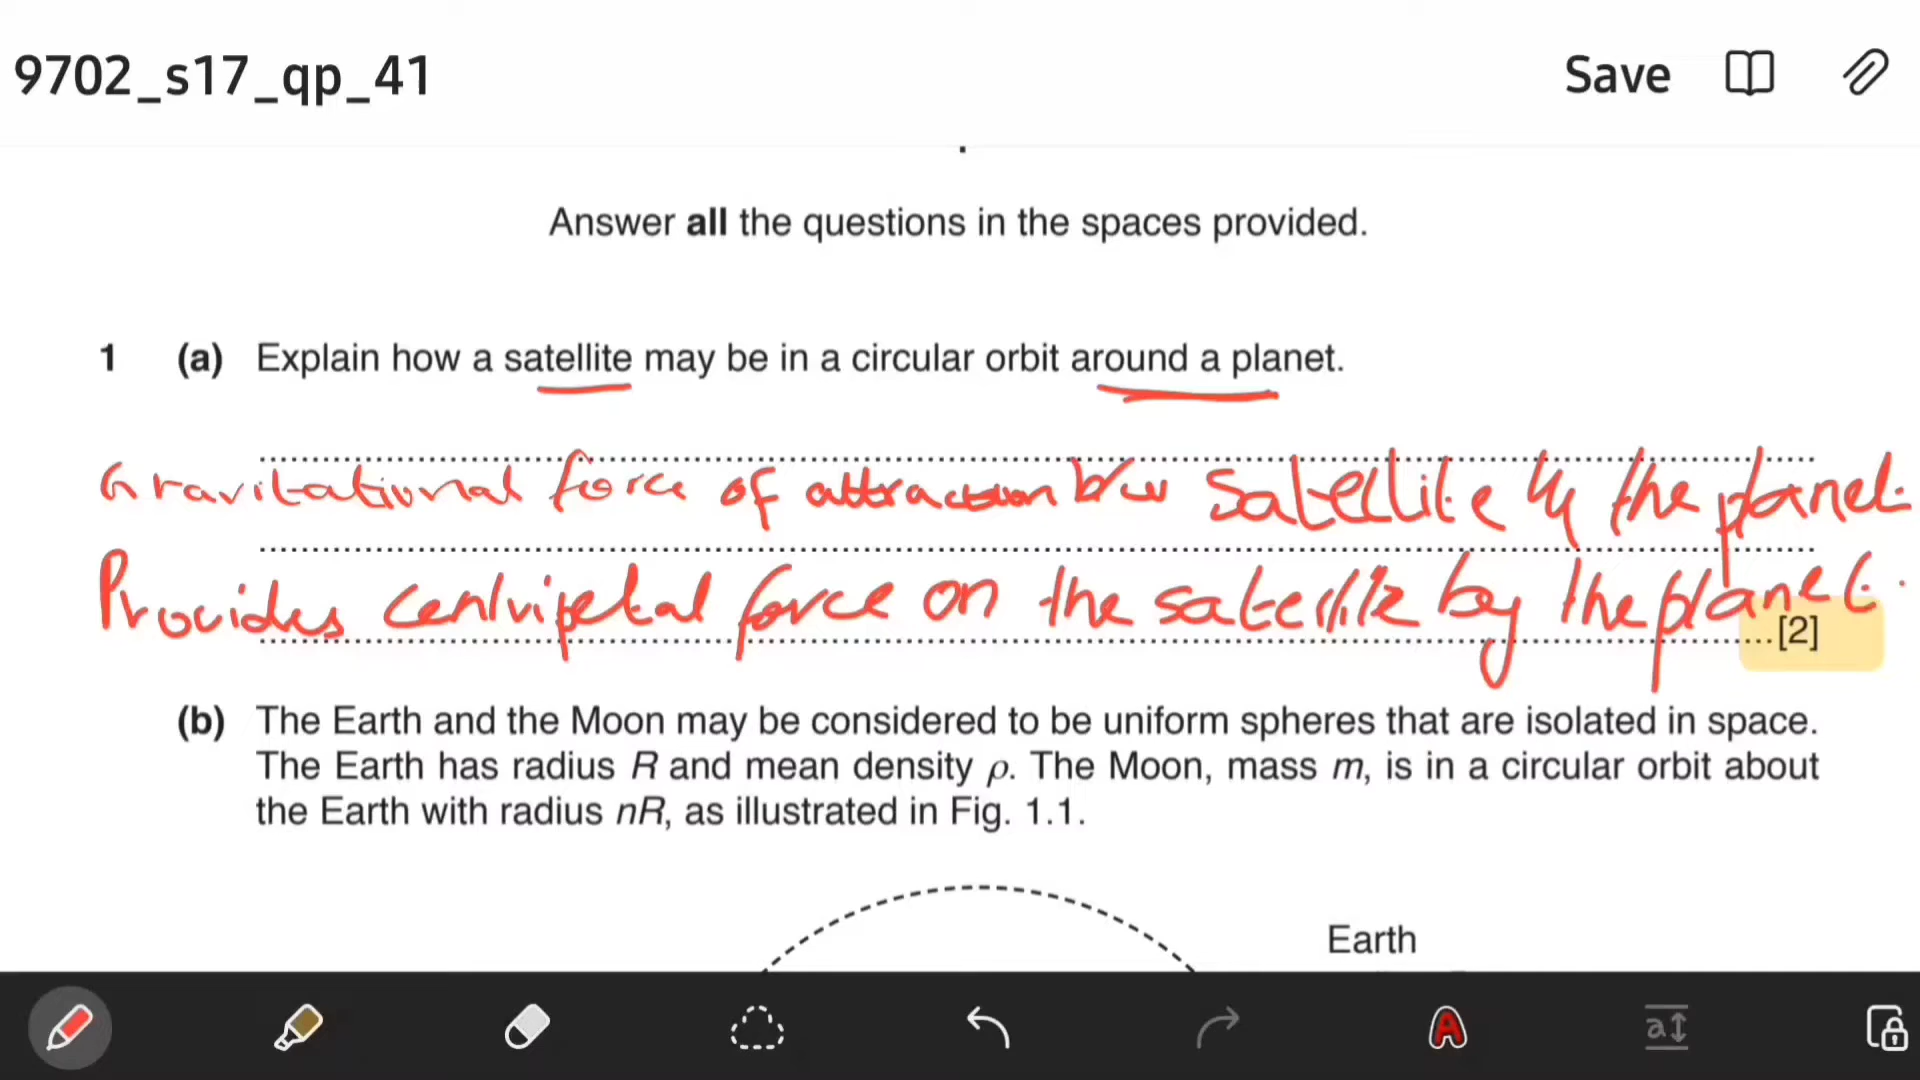 9702_s17_qp_41
Save
Answer all the questions in the spaces provided.
1 (a) Explain how a satellite may be in a circular orbit around a planet.
Gravitational force of attraction b/w satellite & the planet
Provides centripetal force on the satellite by the planet.
[2]
(b) The Earth and the Moon may be considered to be uniform spheres that are isolated in space.
The Earth has radius R and mean density ρ. The Moon, mass m, is in a circular orbit about
the Earth with radius nR, as illustrated in Fig. 1.1.
Earth
A
a